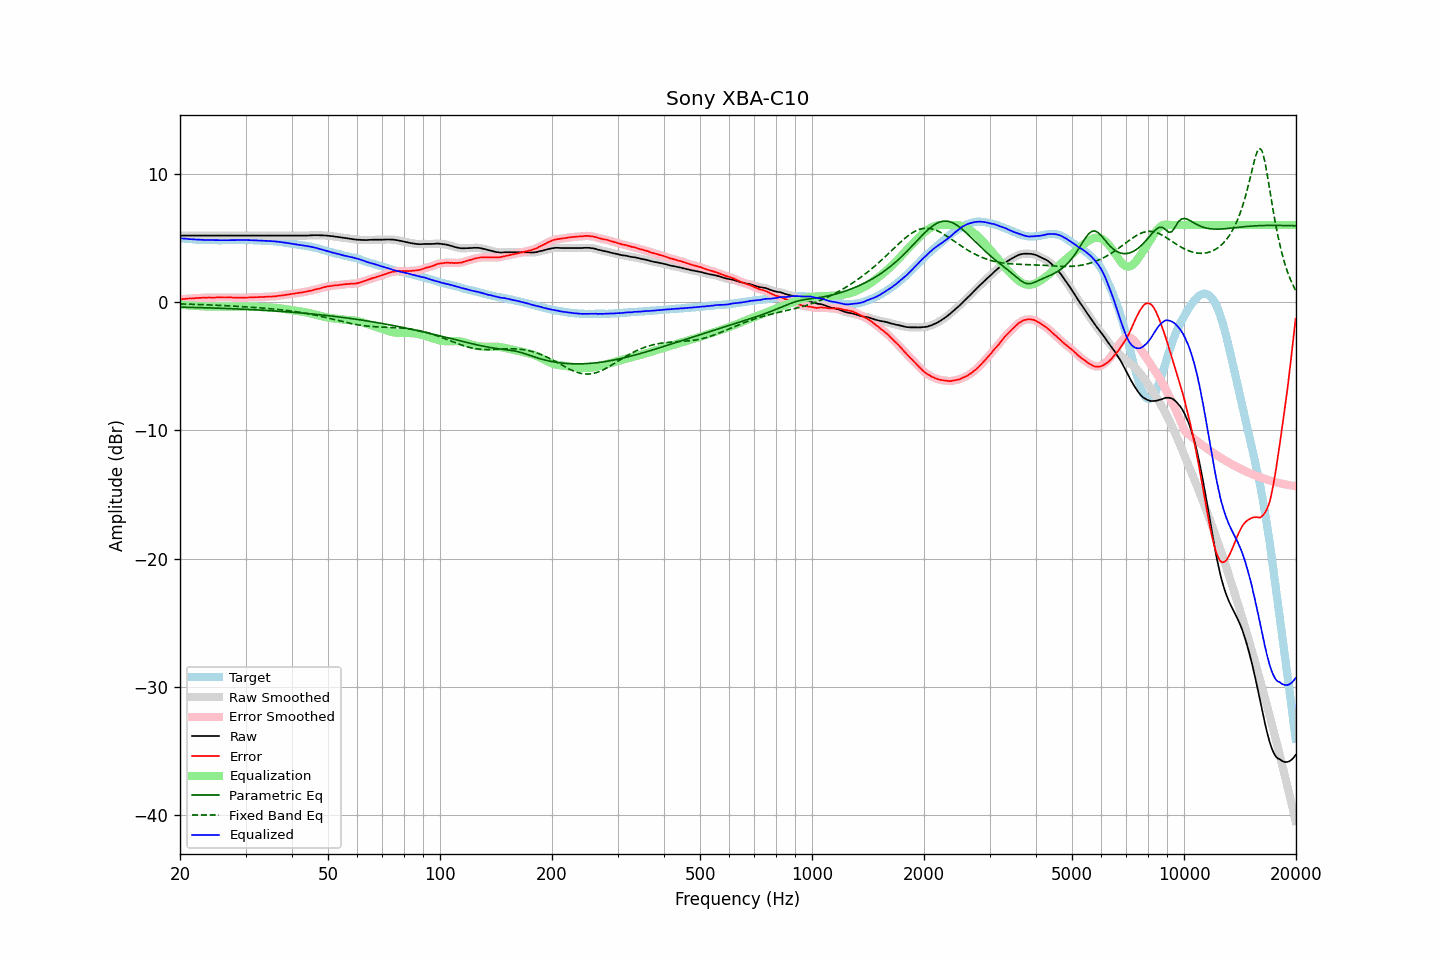 Sony XBA-C10
Amplitude (dBr)
10
0
−10
−20
−30
−40
Target
Raw Smoothed
Error Smoothed
Raw
Error
Equalization
Parametric Eq
Fixed Band Eq
Equalized
20 50 100 200 500 1000 2000 5000 10000 20000
Frequency (Hz)